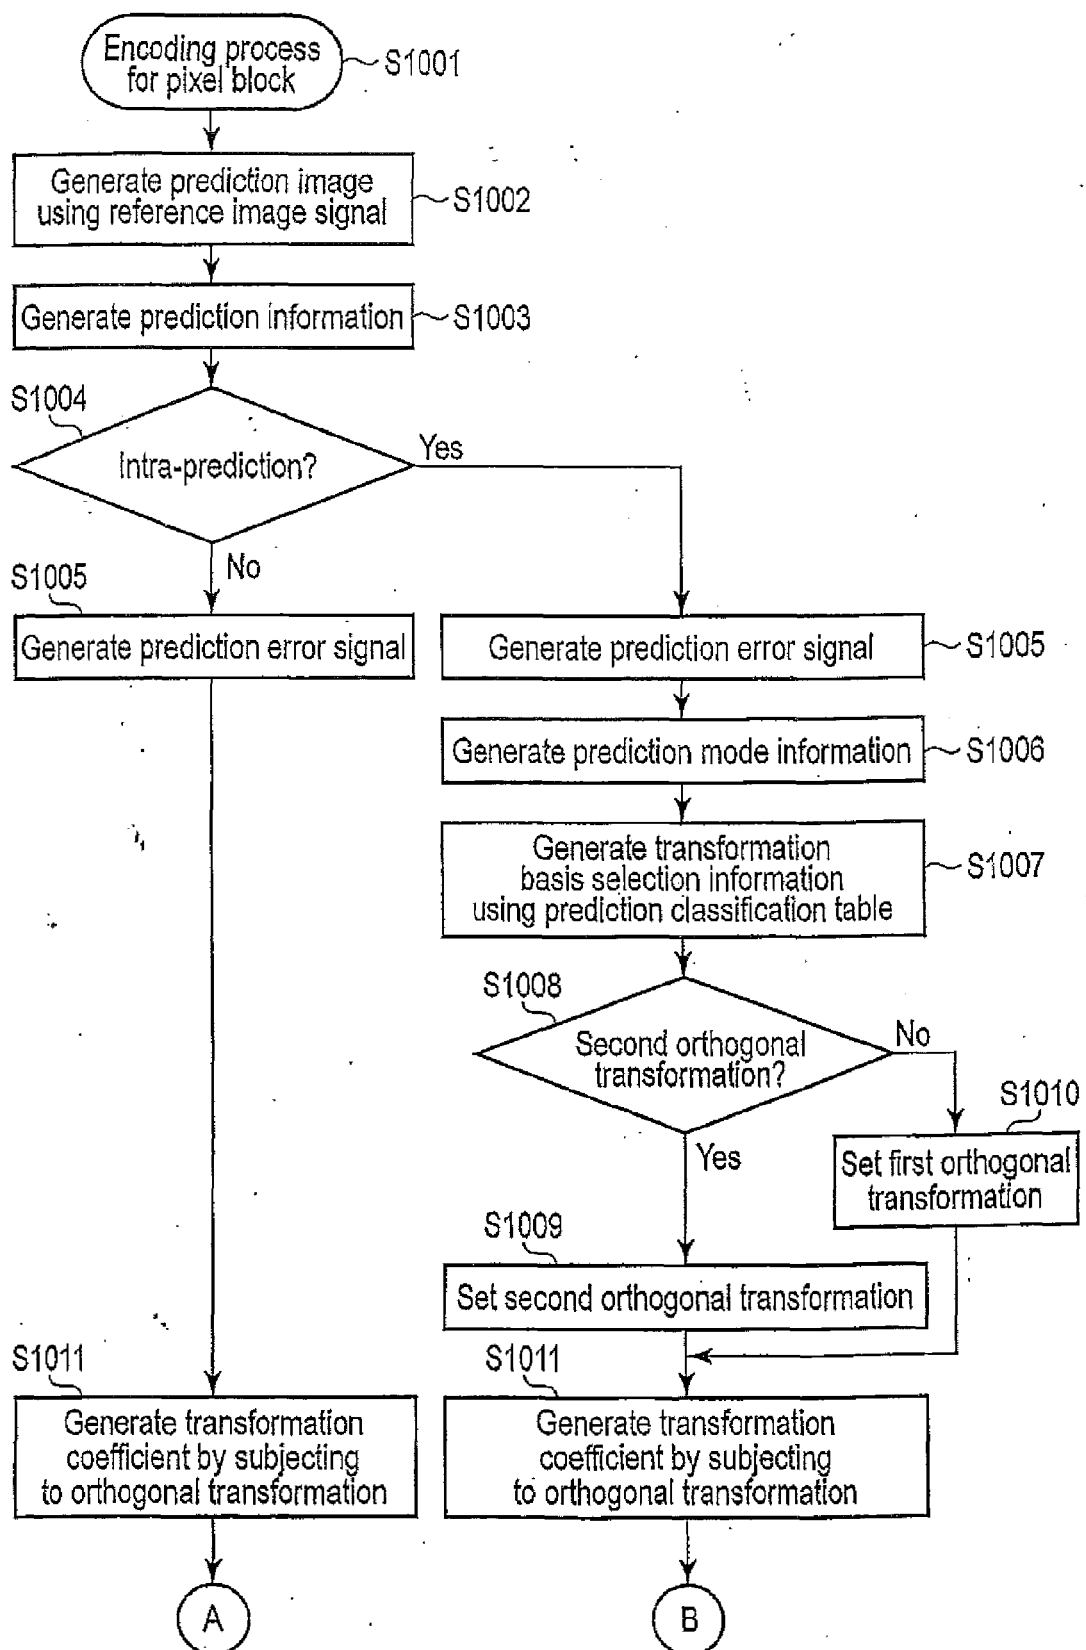 Encoding process
for pixel block
S1001
Generate prediction image
using reference image signal
S1002
Generate prediction information
S1003
S1004
Intra-prediction?
Yes
No
S1005
Generate prediction error signal
Generate prediction error signal
S1005
Generate prediction mode information
S1006
Generate transformation
basis selection information
using prediction classification table
S1007
S1008
Second orthogonal
transformation?
No
Yes
S1010
Set first orthogonal
transformation
S1009
Set second orthogonal transformation
S1011
Generate transformation
coefficient by subjecting
to orthogonal transformation
S1011
Generate transformation
coefficient by subjecting
to orthogonal transformation
A
B